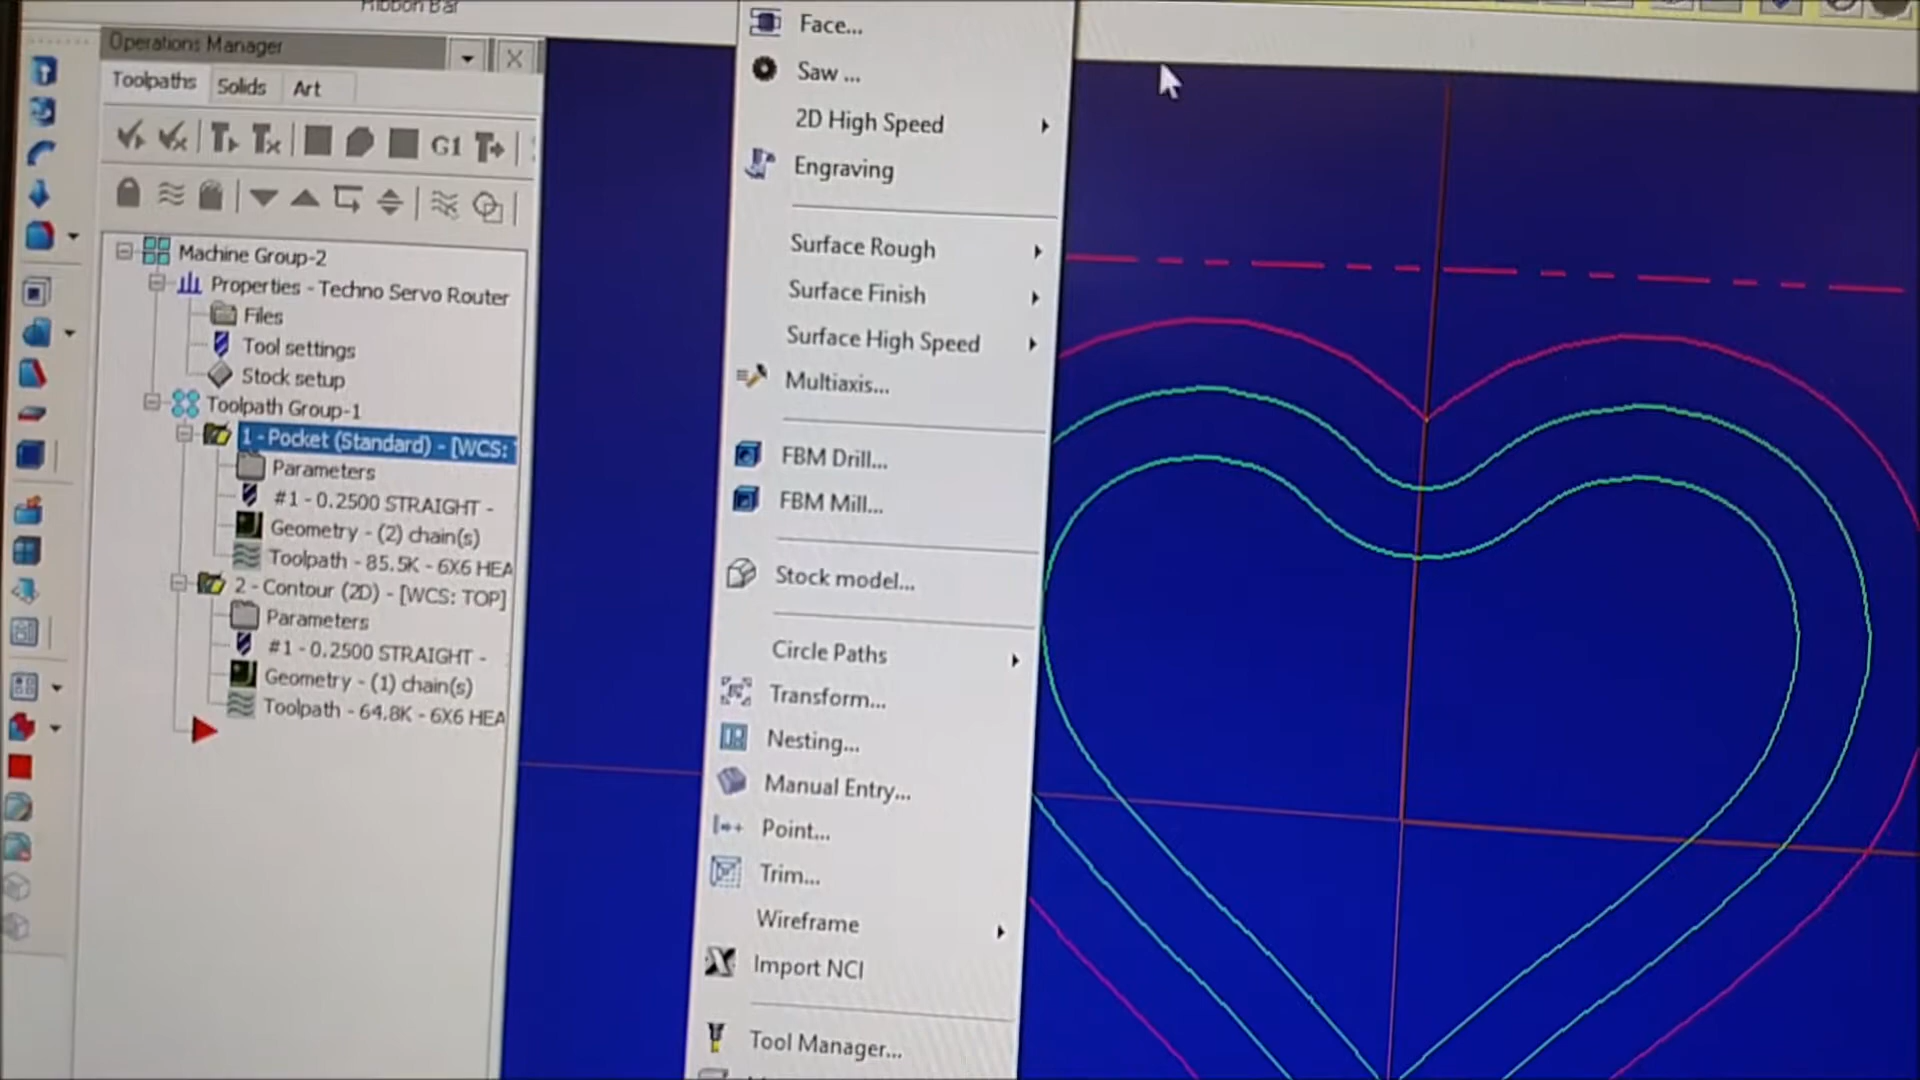 Ribbon Bar
Operations Manager
Toolpaths
Solids
Art
G1
Machine Group-2
Properties - Techno Servo Router
Files
Tool settings
Stock setup
Toolpath Group-1
1 - Pocket (Standard) - [WCS:
Parameters
#1 - 0.2500 STRAIGHT -
Geometry - (2) chain(s)
Toolpath - 85.5K - 6X6 HEA
2 - Contour (2D) - [WCS: TOP]
Parameters
#1 - 0.2500 STRAIGHT -
Geometry - (1) chain(s)
Toolpath - 64.8K - 6X6 HEA
Face...
Saw ...
2D High Speed
Engraving
Surface Rough
Surface Finish
Surface High Speed
Multiaxis...
FBM Drill...
FBM Mill...
Stock model...
Circle Paths
Transform...
Nesting...
Manual Entry...
Point...
Trim...
Wireframe
Import NCI
Tool Manager...